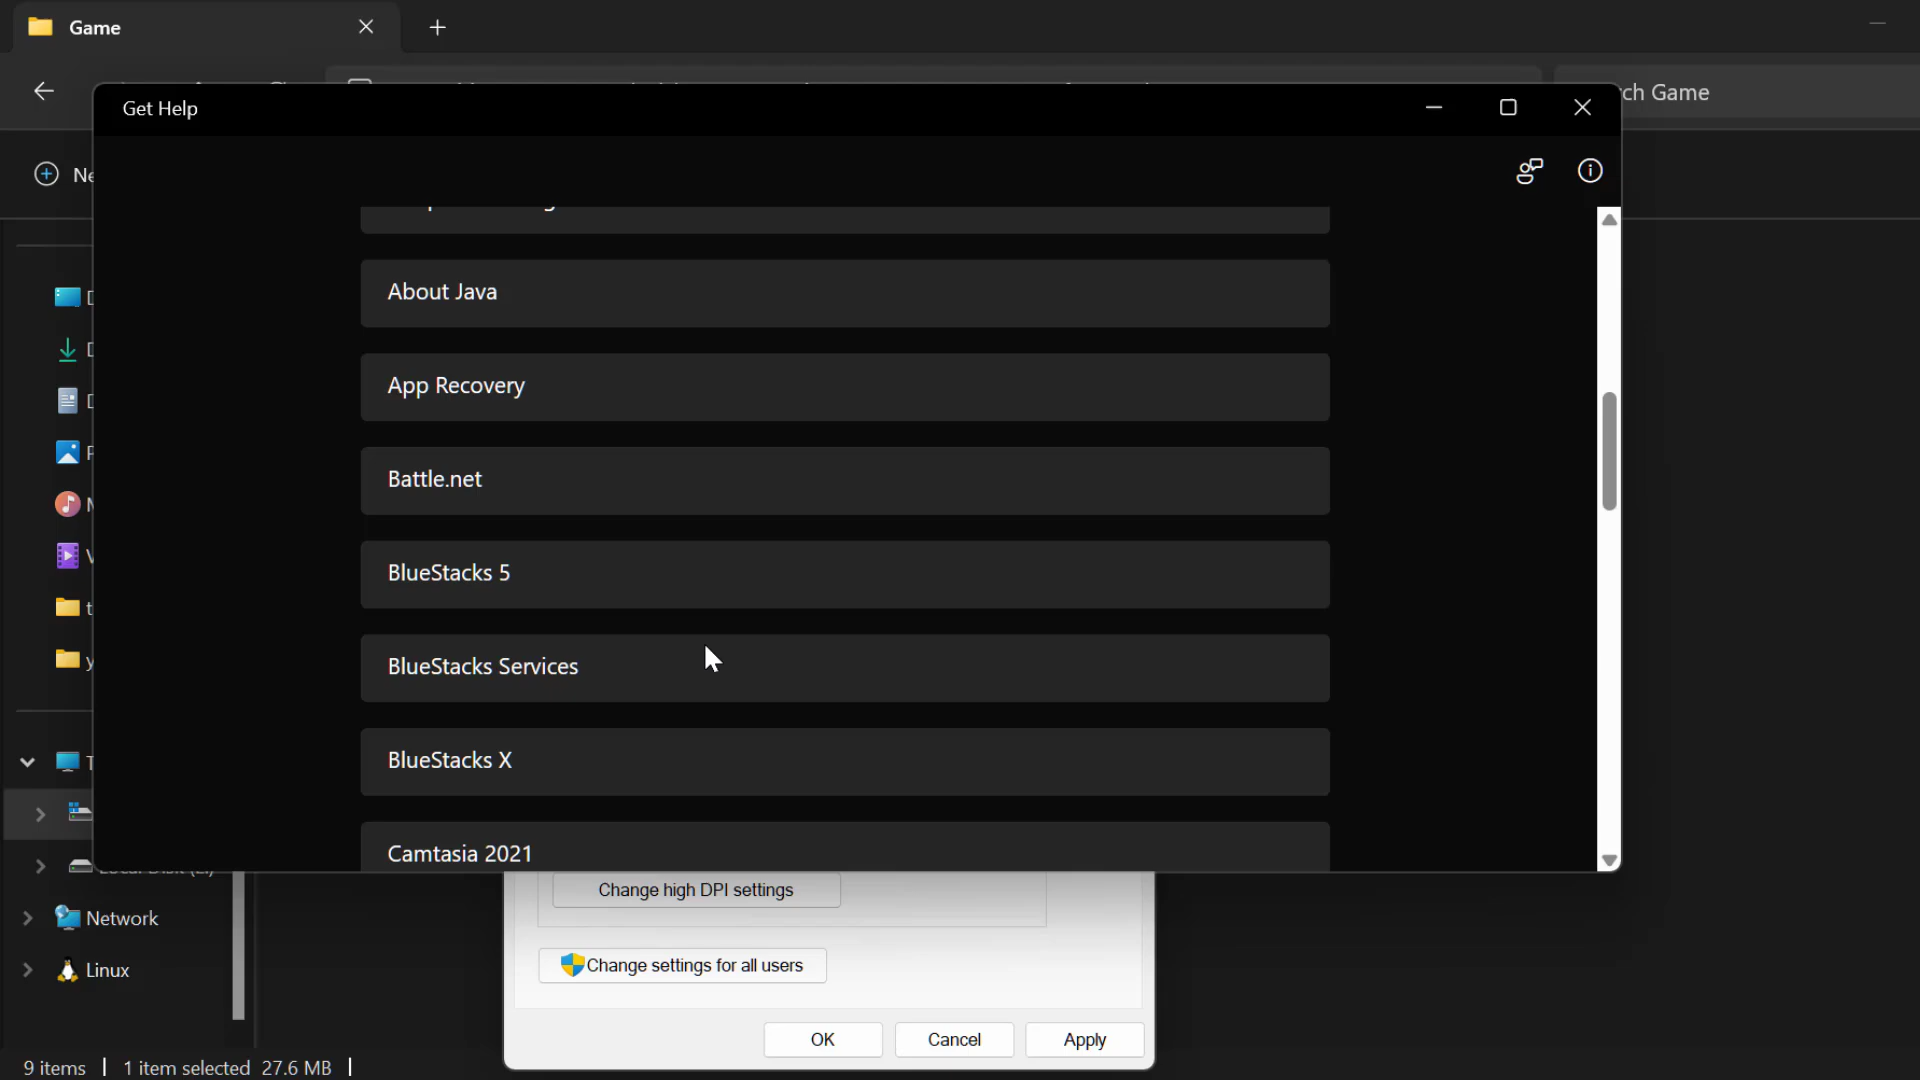 Game
ch Game
Get Help
About Java
App Recovery
Battle.net
BlueStacks 5
BlueStacks Services
BlueStacks X
Camtasia 2021
Network
Linux
Change high DPI settings
Change settings for all users
OK
Cancel
Apply
9 items
1 item selected 27.6 MB